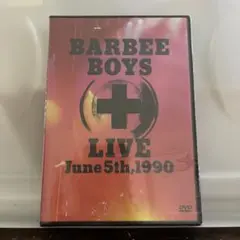 BARBEE
BOYS
LIVE
June 5th, 1990
DVD